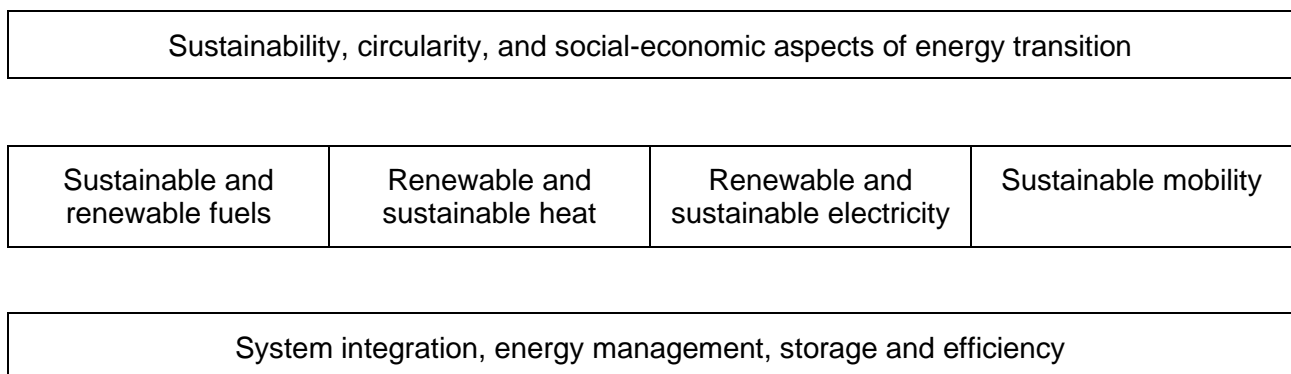 Sustainability, circularity, and social-economic aspects of energy transition
Sustainable and
renewable fuels
Renewable and
sustainable heat
Renewable and
sustainable electricity
Sustainable mobility
System integration, energy management, storage and efficiency